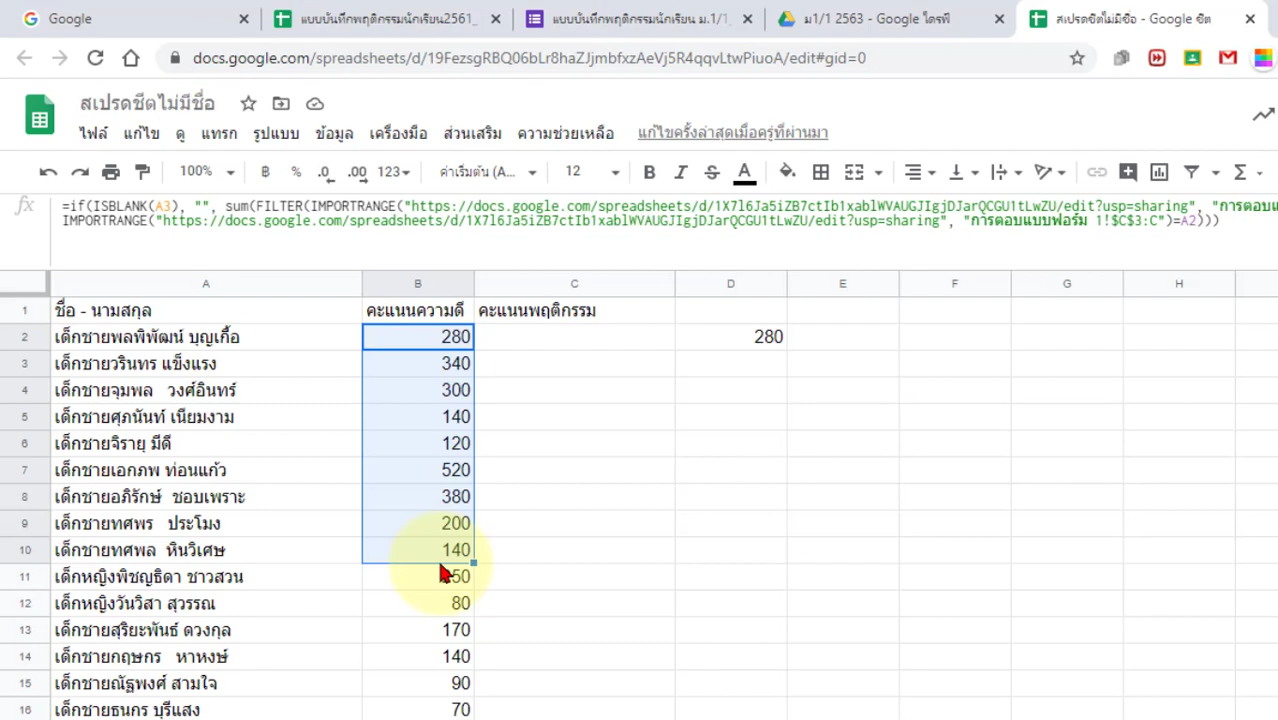 Google
แบบบันทึกพฤติกรรมนักเรียน2561_
แบบบันทึกพฤติกรรมนักเรียน ม.1/1_
ม1/1 2563 - Google ไดรฟ์
สเปรดชีตไม่มีชื่อ - Google ชีต
docs.google.com/spreadsheets/d/19FezsgRBQ06bLr8haZJjmbfxzAeVj5R4qqvLtwPiuoA/edit#gid=0
สเปรดชีตไม่มีชื่อ
ไฟล์ แก้ไข ดู แทรก รูปแบบ ข้อมูล เครื่องมือ ส่วนเสริม ความช่วยเหลือ แก้ไขครั้งล่าสุดเมื่อครู่ที่ผ่านมา
100% ฿ % .0 .00 123 ค่าเริ่มต้น (A... 12 B I S A Σ
fx =if(ISBLANK(A3), "", sum(FILTER(IMPORTRANGE("https://docs.google.com/spreadsheets/d/1X7l6Ja5iZB7ctIb1xablWVAUGJIgjDJarQCGU1tLwZU/edit?usp=sharing", "การตอบแ
IMPORTRANGE("https://docs.google.com/spreadsheets/d/1X7l6Ja5iZB7ctIb1xablWVAUGJIgjDJarQCGU1tLwZU/edit?usp=sharing", "การตอบแบบฟอร์ม 1!$C$3:C")=A2)))
A B C D E F G H
1 ชื่อ - นามสกุล คะแนนความดี คะแนนพฤติกรรม
2 เด็กชายพลพิพัฒน์ บุญเกื้อ 280 280
3 เด็กชายวรินทร แข็งแรง 340
4 เด็กชายจุมพล วงศ์อินทร์ 300
5 เด็กชายศุภนันท์ เนียมงาม 140
6 เด็กชายจิรายุ มีดี 120
7 เด็กชายเอกภพ ท่อนแก้ว 520
8 เด็กชายอภิรักษ์ ชอบเพราะ 380
9 เด็กชายทศพร ประโมง 200
10 เด็กชายทศพล หินวิเศษ 140
11 เด็กหญิงพิชญธิดา ชาวสวน 50
12 เด็กหญิงวันวิสา สุวรรณ 80
13 เด็กชายสุริยะพันธ์ ดวงกุล 170
14 เด็กชายกฤษกร หาหงษ์ 140
15 เด็กชายณัฐพงศ์ สามใจ 90
16 เด็กชายธนกร บุรีแสง 70